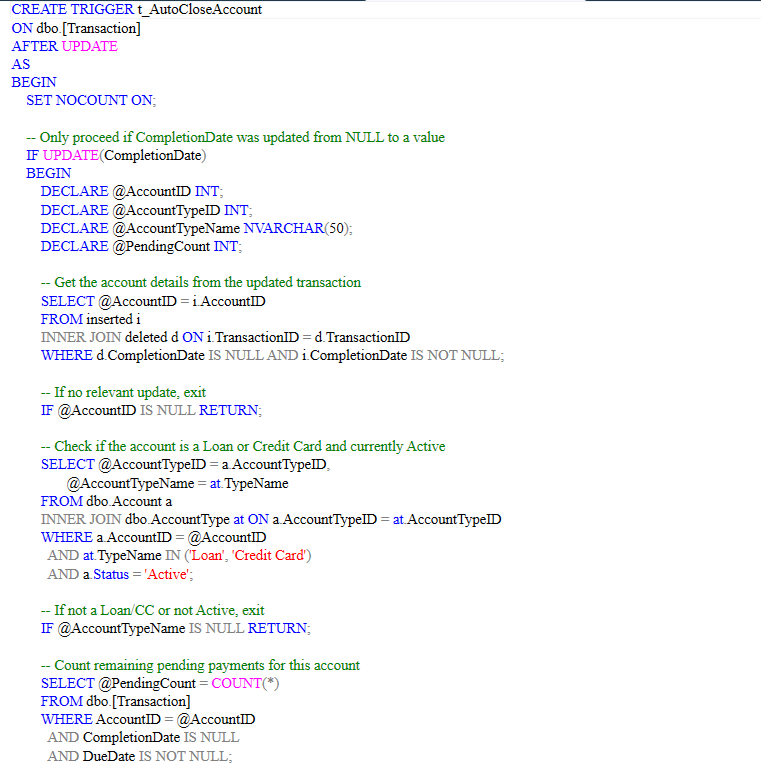 CREATE TRIGGER t_AutoCloseAccount
ON dbo.[Transaction]
AFTER UPDATE
AS
BEGIN
SET NOCOUNT ON;
-- Only proceed if CompletionDate was updated from NULL to a value
IF UPDATE(CompletionDate)
BEGIN
DECLARE @AccountID INT;
DECLARE @AccountTypeID INT;
DECLARE @AccountTypeName NVARCHAR(50);
DECLARE @PendingCount INT;
-- Get the account details from the updated transaction
SELECT @AccountID = i.AccountID
FROM inserted i
INNER JOIN deleted d ON i.TransactionID = d.TransactionID
WHERE d.CompletionDate IS NULL AND i.CompletionDate IS NOT NULL;
-- If no relevant update, exit
IF @AccountID IS NULL RETURN;
-- Check if the account is a Loan or Credit Card and currently Active
SELECT @AccountTypeID = a.AccountTypeID,
@AccountTypeName = at.TypeName
FROM dbo.Account a
INNER JOIN dbo.AccountType at ON a.AccountTypeID = at.AccountTypeID
WHERE a.AccountID = @AccountID
AND at.TypeName IN ('Loan', 'Credit Card')
AND a.Status = 'Active';
-- If not a Loan/CC or not Active, exit
IF @AccountTypeName IS NULL RETURN;
-- Count remaining pending payments for this account
SELECT @PendingCount = COUNT(*)
FROM dbo.[Transaction]
WHERE AccountID = @AccountID
AND CompletionDate IS NULL
AND DueDate IS NOT NULL;